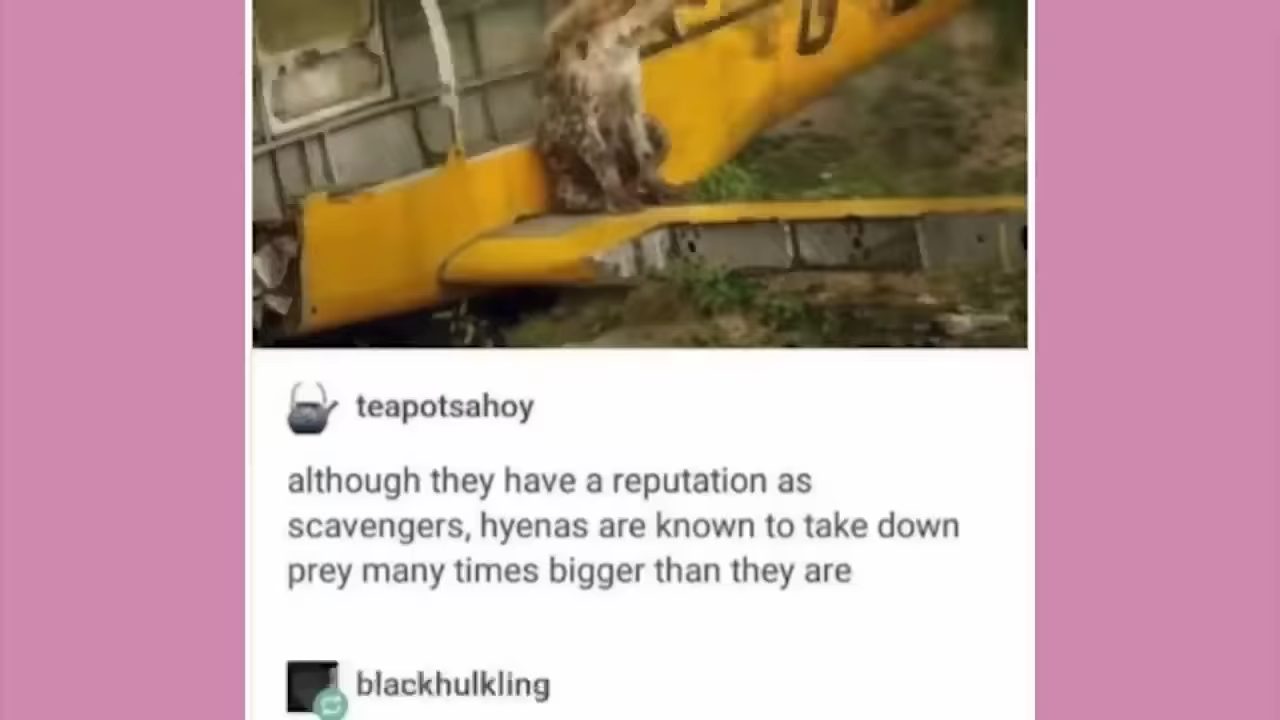 teapotsahoy
although they have a reputation as
scavengers, hyenas are known to take down
prey many times bigger than they are
blackhulkling